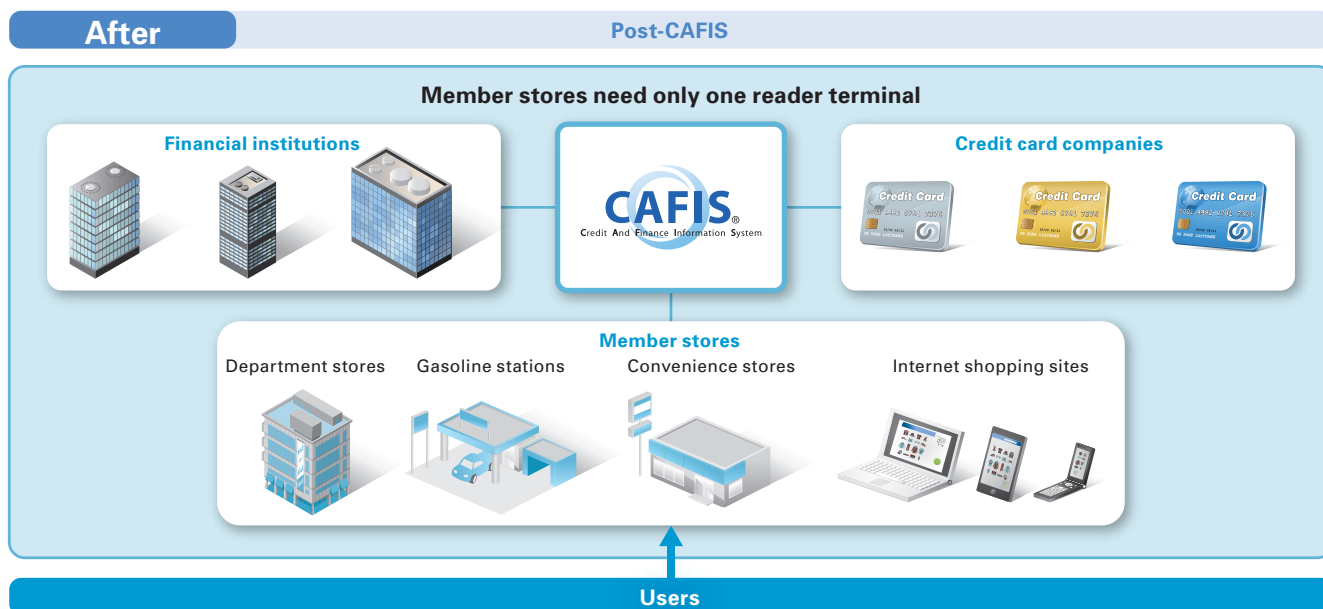 After
Post-CAFIS
Member stores need only one reader terminal
Financial institutions
CAFIS®
Credit And Finance Information System
Credit card companies
Credit Card
Credit Card
Credit Card
Member stores
Department stores
Gasoline stations
Convenience stores
Internet shopping sites
Users